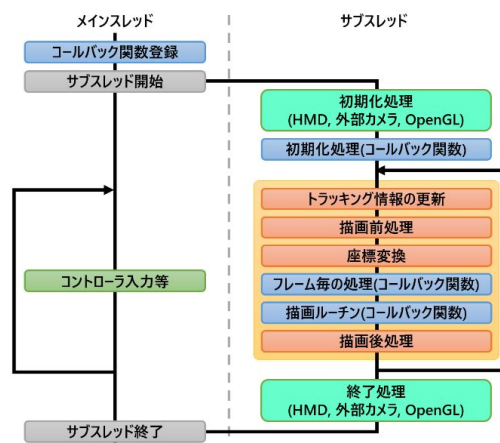 メインスレッド
コールバック関数登録
サブスレッド開始
コントローラ入力等
サブスレッド終了
サブスレッド
初期化処理
(HMD, 外部カメラ, OpenGL)
初期化処理(コールバック関数)
トラッキング情報の更新
描画前処理
座標変換
フレーム毎の処理(コールバック関数)
描画ルーチン(コールバック関数)
描画後処理
終了処理
(HMD, 外部カメラ, OpenGL)